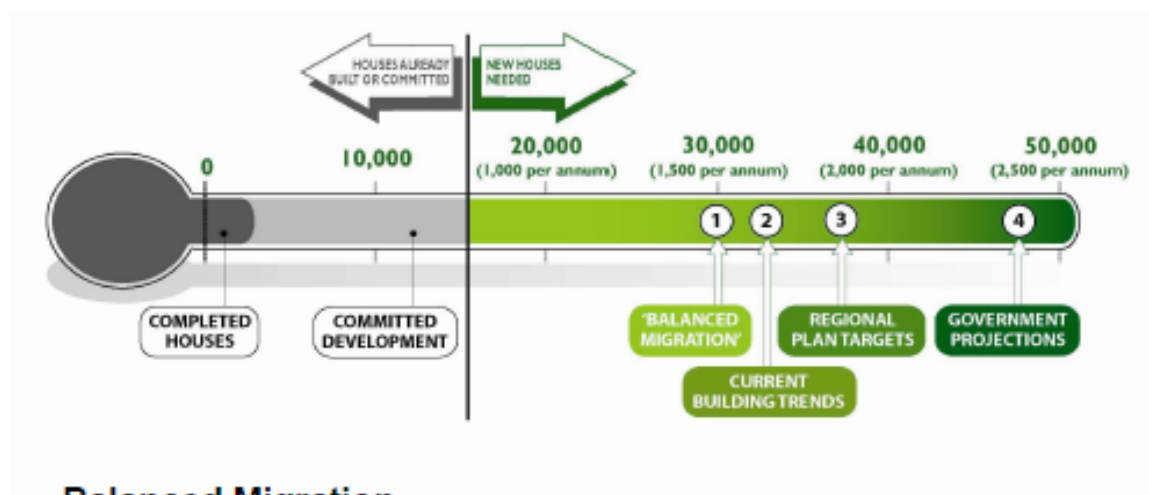 HOUSES ALREADY
BUILT OR COMMITTED
NEW HOUSES
NEEDED
0
10,000
20,000
(1,000 per annum)
30,000
(1,500 per annum)
40,000
(2,000 per annum)
50,000
(2,500 per annum)
1
2
3
4
COMPLETED
HOUSES
COMMITTED
DEVELOPMENT
'BALANCED
MIGRATION'
REGIONAL
PLAN TARGETS
GOVERNMENT
PROJECTIONS
CURRENT
BUILDING TRENDS
Balanced Migration